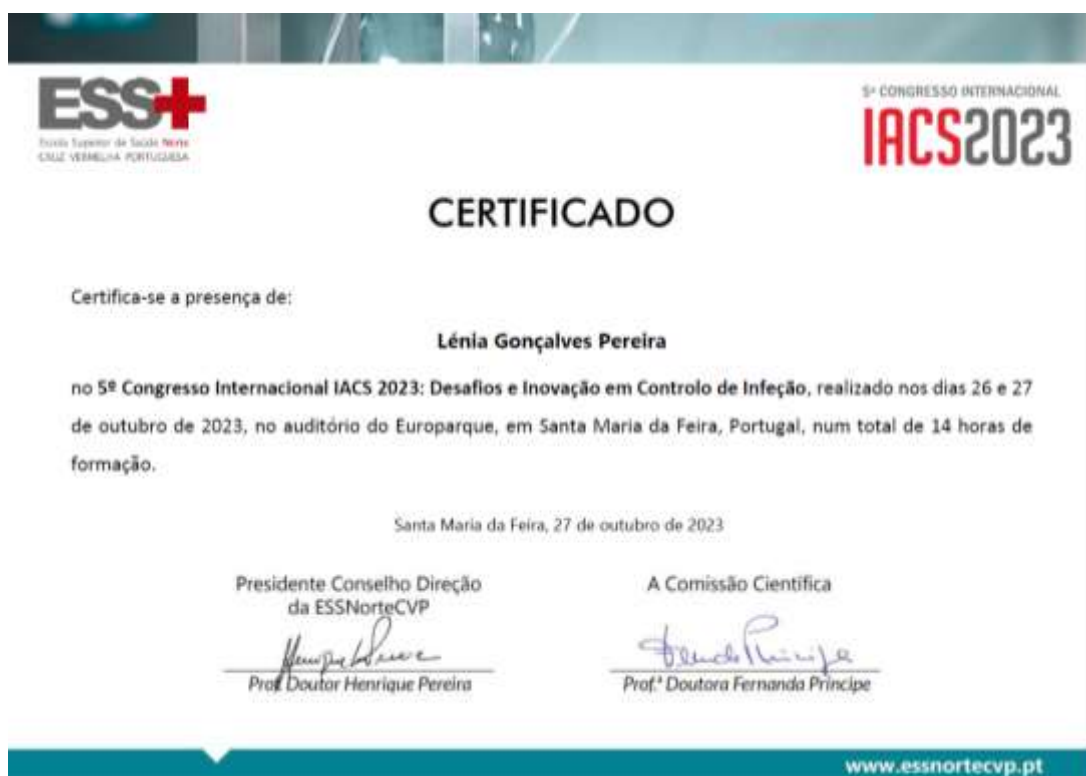 ESS+
Escola Superior de Saúde Norte
CRUZ VERMELHA PORTUGUESA
5º CONGRESSO INTERNACIONAL
IACS2023
CERTIFICADO
Certifica-se a presença de:
Lénia Gonçalves Pereira
no 5º Congresso Internacional IACS 2023: Desafios e Inovação em Controlo de Infeção, realizado nos dias 26 e 27
de outubro de 2023, no auditório do Europarque, em Santa Maria da Feira, Portugal, num total de 14 horas de
formação.
Santa Maria da Feira, 27 de outubro de 2023
Presidente Conselho Direção
da ESSNorteCVP
Prof. Doutor Henrique Pereira
A Comissão Científica
Prof.ª Doutora Fernanda Príncipe
www.essnortecvp.pt